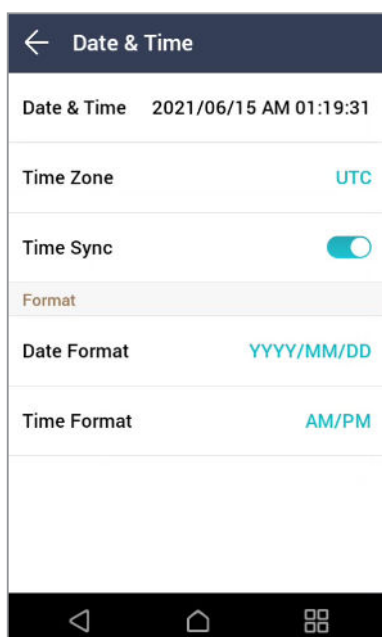 Date & Time
Date & Time 2021/06/15 AM 01:19:31
Time Zone UTC
Time Sync
Format
Date Format YYYY/MM/DD
Time Format AM/PM